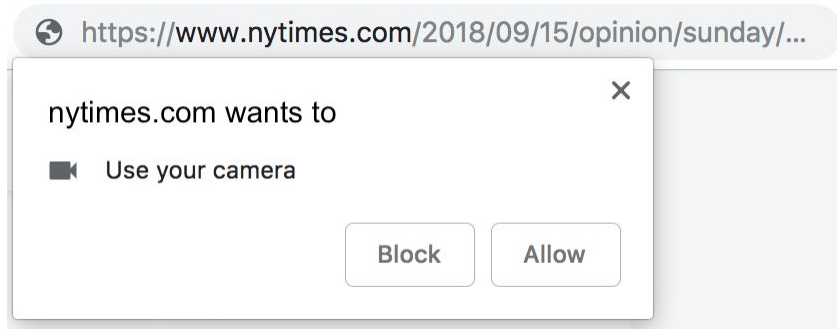 https://www.nytimes.com/2018/09/15/opinion/sunday/...
nytimes.com wants to
Use your camera
Block
Allow